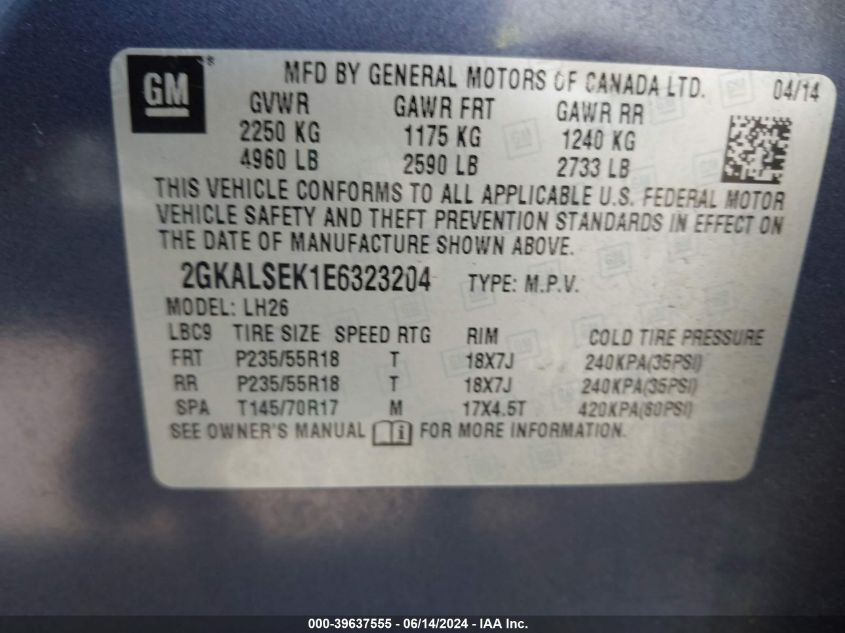 GM
MFD BY GENERAL MOTORS OF CANADA LTD. 04/14
GVWR GAWR FRT GAWR RR
2250 KG 1175 KG 1240 KG
4960 LB 2590 LB 2733 LB
THIS VEHICLE CONFORMS TO ALL APPLICABLE U.S. FEDERAL MOTOR
VEHICLE SAFETY AND THEFT PREVENTION STANDARDS IN EFFECT ON
THE DATE OF MANUFACTURE SHOWN ABOVE.
2GKALSEK1E6323204 TYPE: M.P.V.
MODEL: LH26
LBC9 TIRE SIZE SPEED RTG RIM COLD TIRE PRESSURE
FRT P235/55R18 T 18X7J 240KPA(35PSI)
RR P235/55R18 T 18X7J 240KPA(35PSI)
SPA T145/70R17 M 17X4.5T 420KPA(60PSI)
SEE OWNER'S MANUAL i FOR MORE INFORMATION.
000-39637555 - 06/14/2024 - IAA Inc.